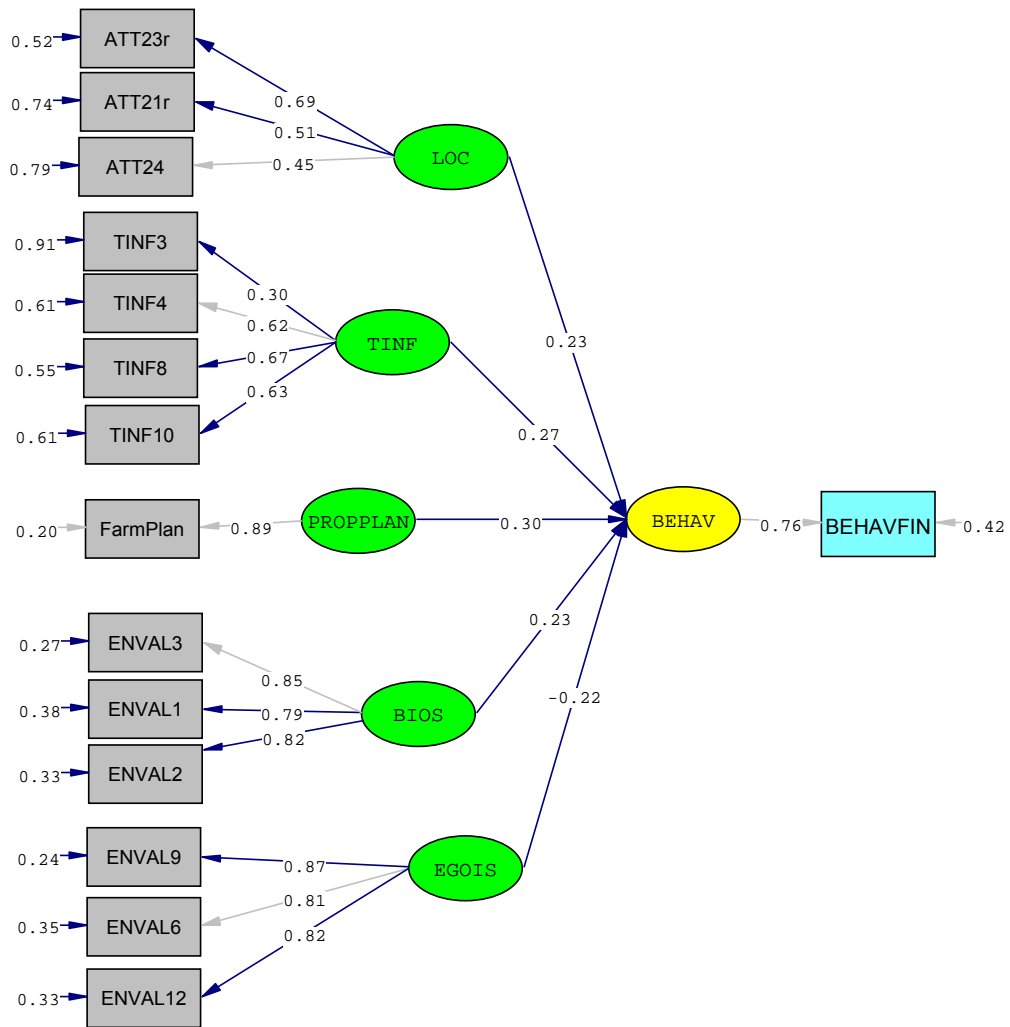 0.52 ATT23r
0.69
0.74 ATT21r
0.51
0.79 ATT24
0.45
LOC
0.91 TINF3
0.30
0.61 TINF4
0.62
TINF
0.23
0.55 TINF8
0.67
0.63
0.61 TINF10
0.27
0.20 FarmPlan 0.89 PROPPLAN 0.30 BEHAV 0.76 BEHAVFIN 0.42
0.27 ENVAL3
0.85
0.23
-0.22
0.38 ENVAL1
0.79
BIOS
0.82
0.33 ENVAL2
0.24 ENVAL9
0.87
EGOIS
0.81
0.35 ENVAL6
0.82
0.33 ENVAL12